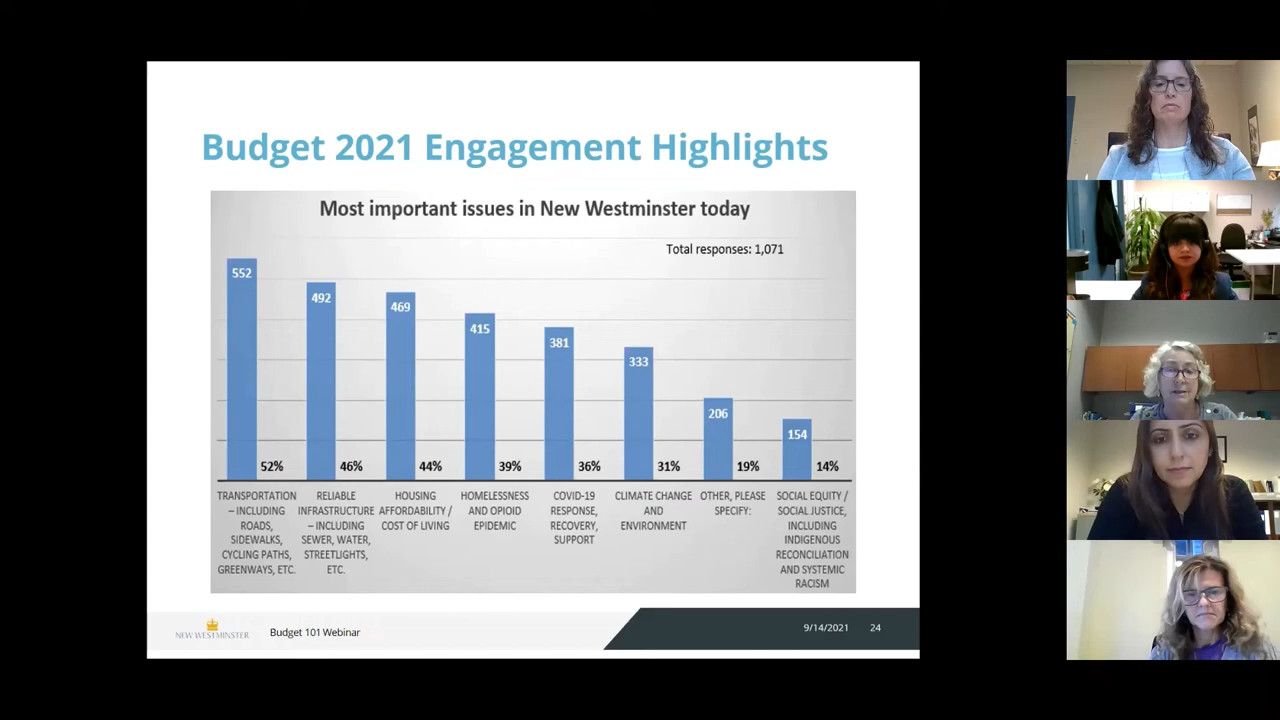 Budget 2021 Engagement Highlights
Most important issues in New Westminster today
Total responses: 1,071
552
492
469
415
381
333
206
154
52%
46%
44%
39%
36%
31%
19%
14%
TRANSPORTATION
– INCLUDING
ROADS,
SIDEWALKS,
CYCLING PATHS,
GREENWAYS, ETC.
RELIABLE
INFRASTRUCTURE
– INCLUDING
SEWER, WATER,
STREETLIGHTS,
ETC.
HOUSING
AFFORDABILITY /
COST OF LIVING
HOMELESSNESS
AND OPIOID
EPIDEMIC
COVID-19
RESPONSE,
RECOVERY,
SUPPORT
CLIMATE CHANGE
AND
ENVIRONMENT
OTHER, PLEASE
SPECIFY:
SOCIAL EQUITY /
SOCIAL JUSTICE,
INCLUDING
INDIGENOUS
RECONCILIATION
AND SYSTEMIC
RACISM
NEW WESTMINSTER
Budget 101 Webinar
9/14/2021
24